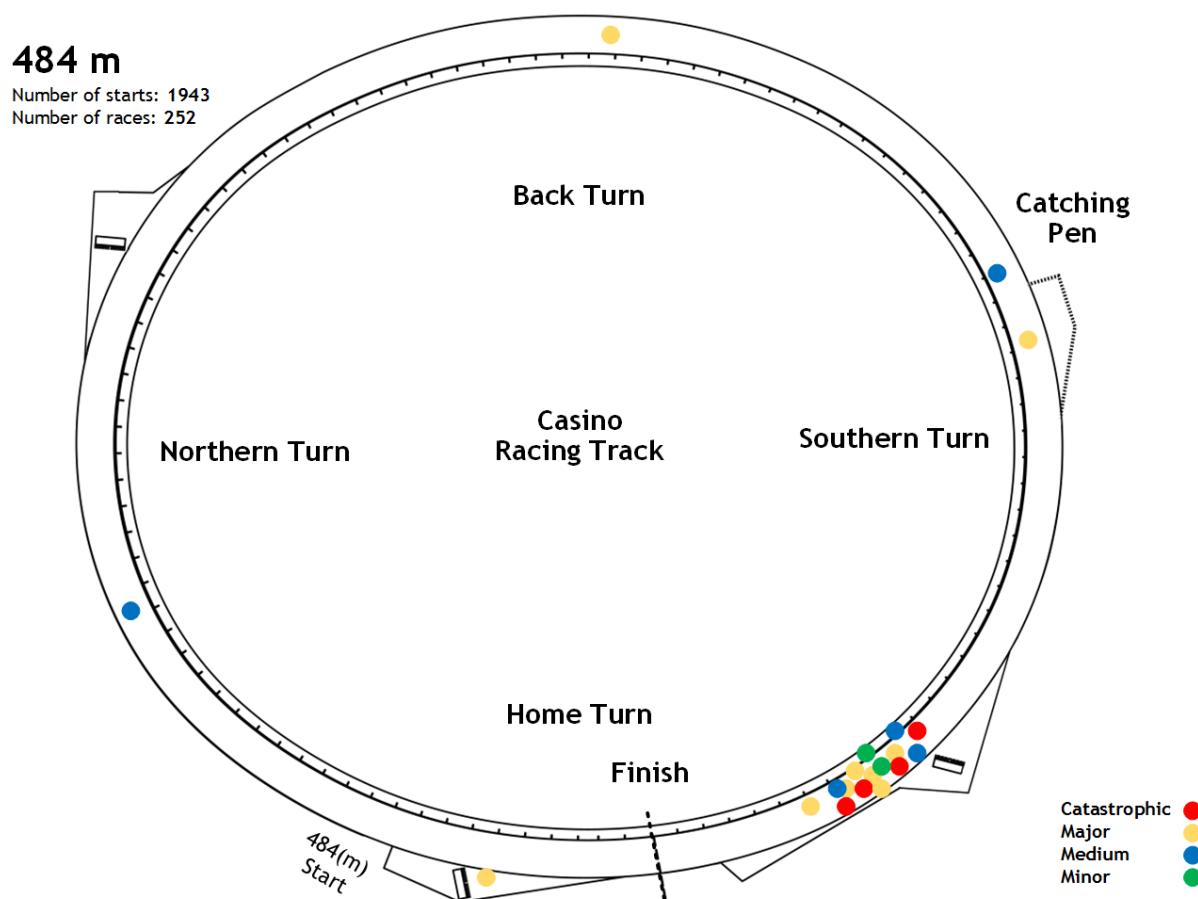 484 m
Number of starts: 1943
Number of races: 252
Back Turn
Catching
Pen
Casino
Racing Track
Northern Turn
Southern Turn
Home Turn
Finish
484(m)
Start
Catastrophic
Major
Medium
Minor